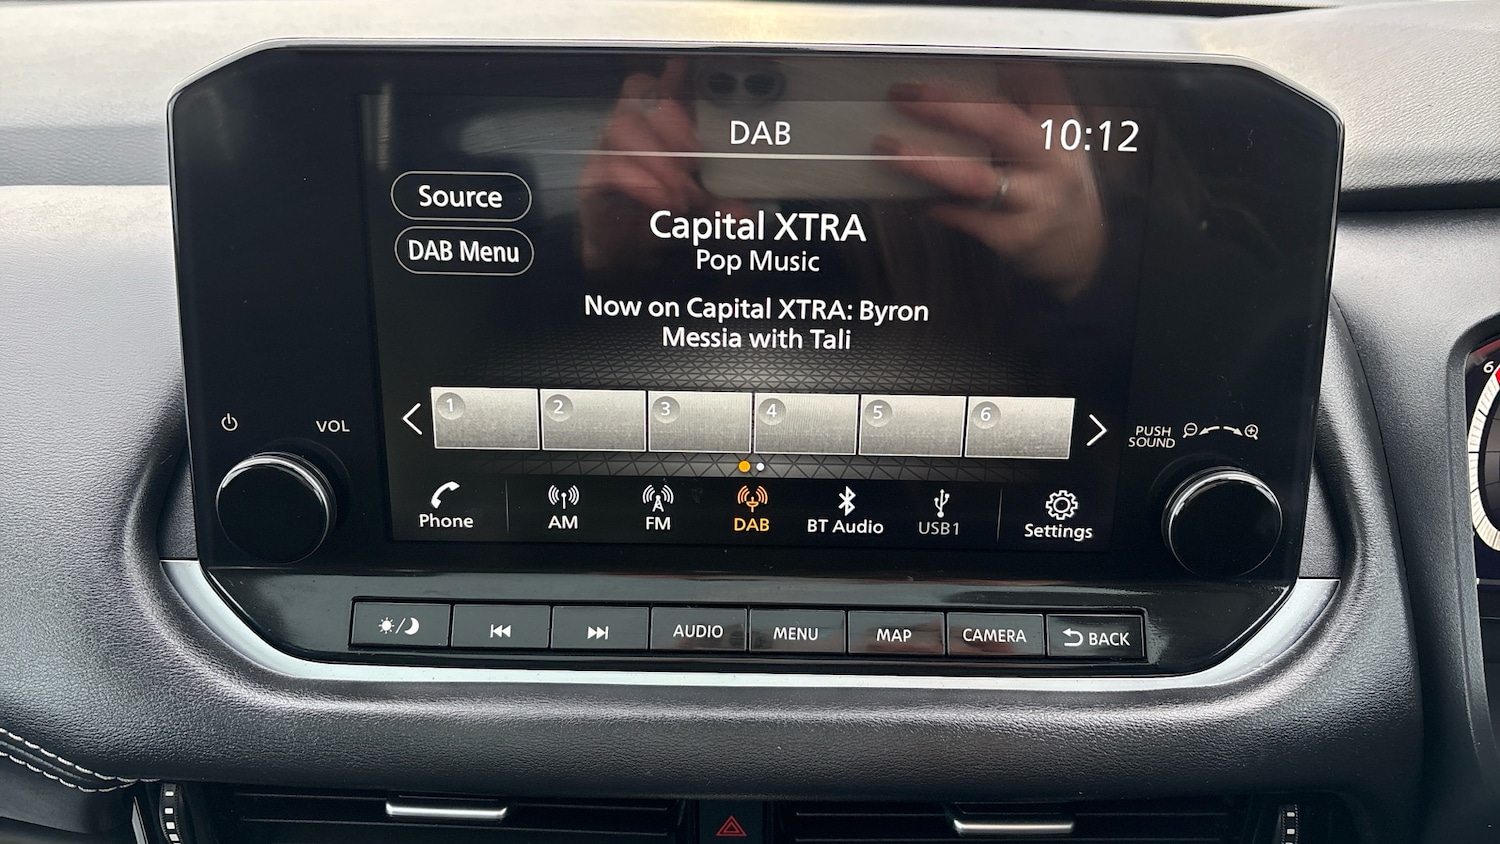 DAB
10:12
Source
DAB Menu
Capital XTRA
Pop Music
Now on Capital XTRA: Byron
Messia with Tali
1
2
3
4
5
6
VOL
PUSH
SOUND
Phone
AM
FM
DAB
BT Audio
USB1
Settings
AUDIO
MENU
MAP
CAMERA
BACK
6